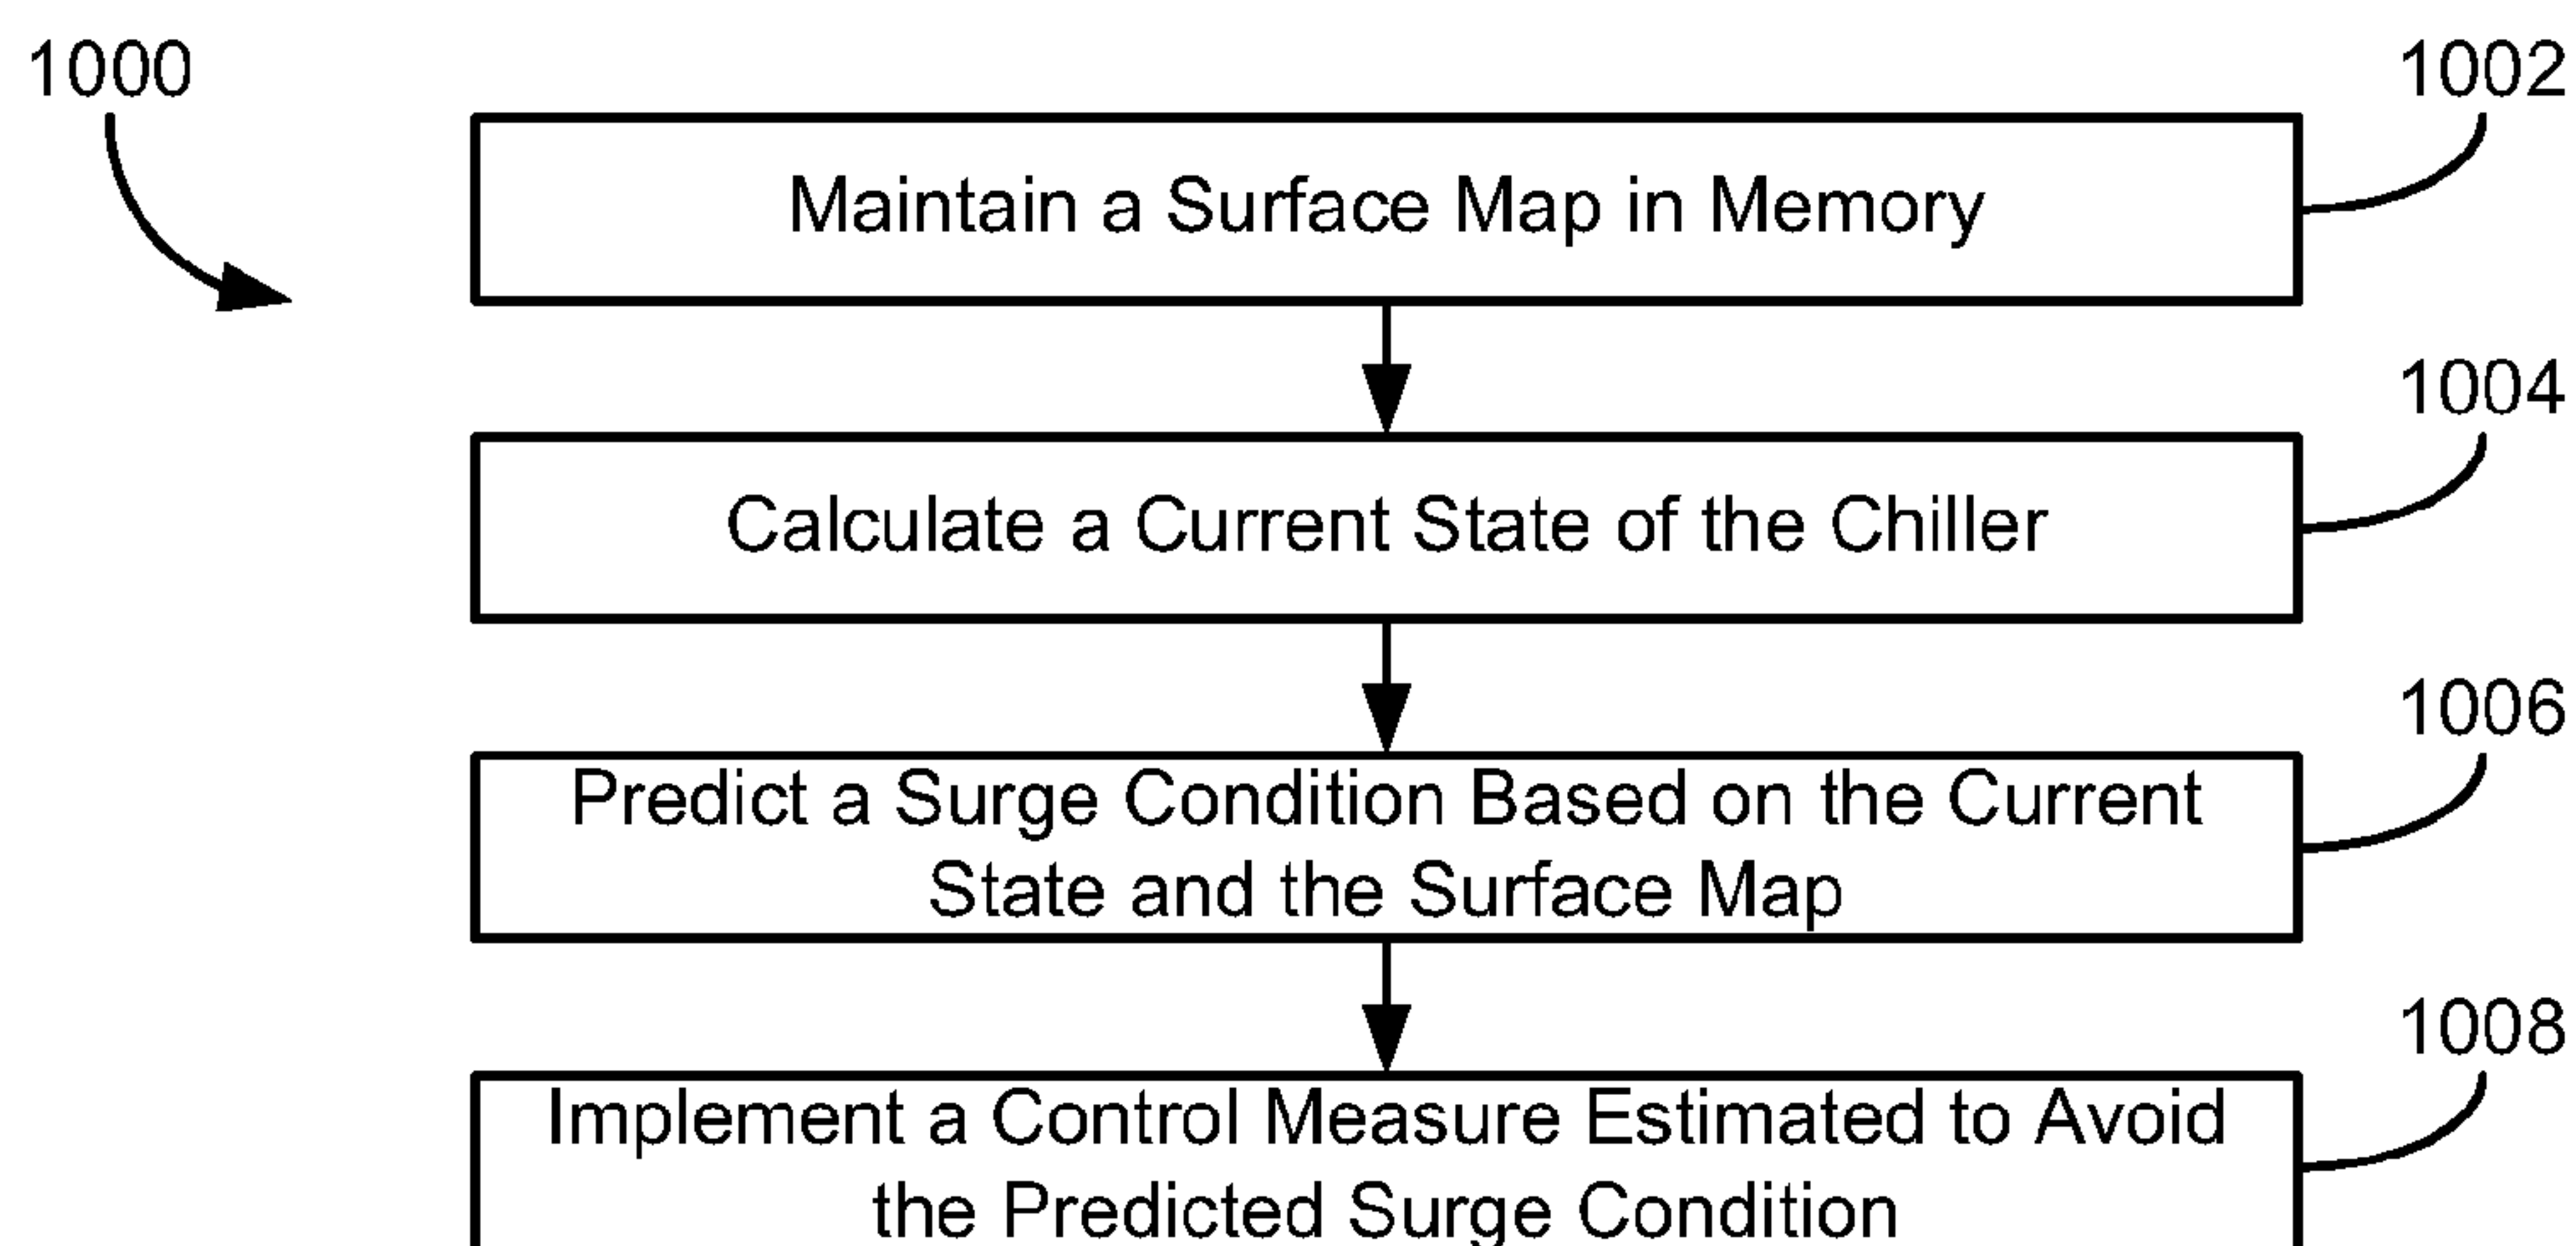 1000
1002
Maintain a Surface Map in Memory
1004
Calculate a Current State of the Chiller
1006
Predict a Surge Condition Based on the Current
State and the Surface Map
1008
Implement a Control Measure Estimated to Avoid
the Predicted Surge Condition